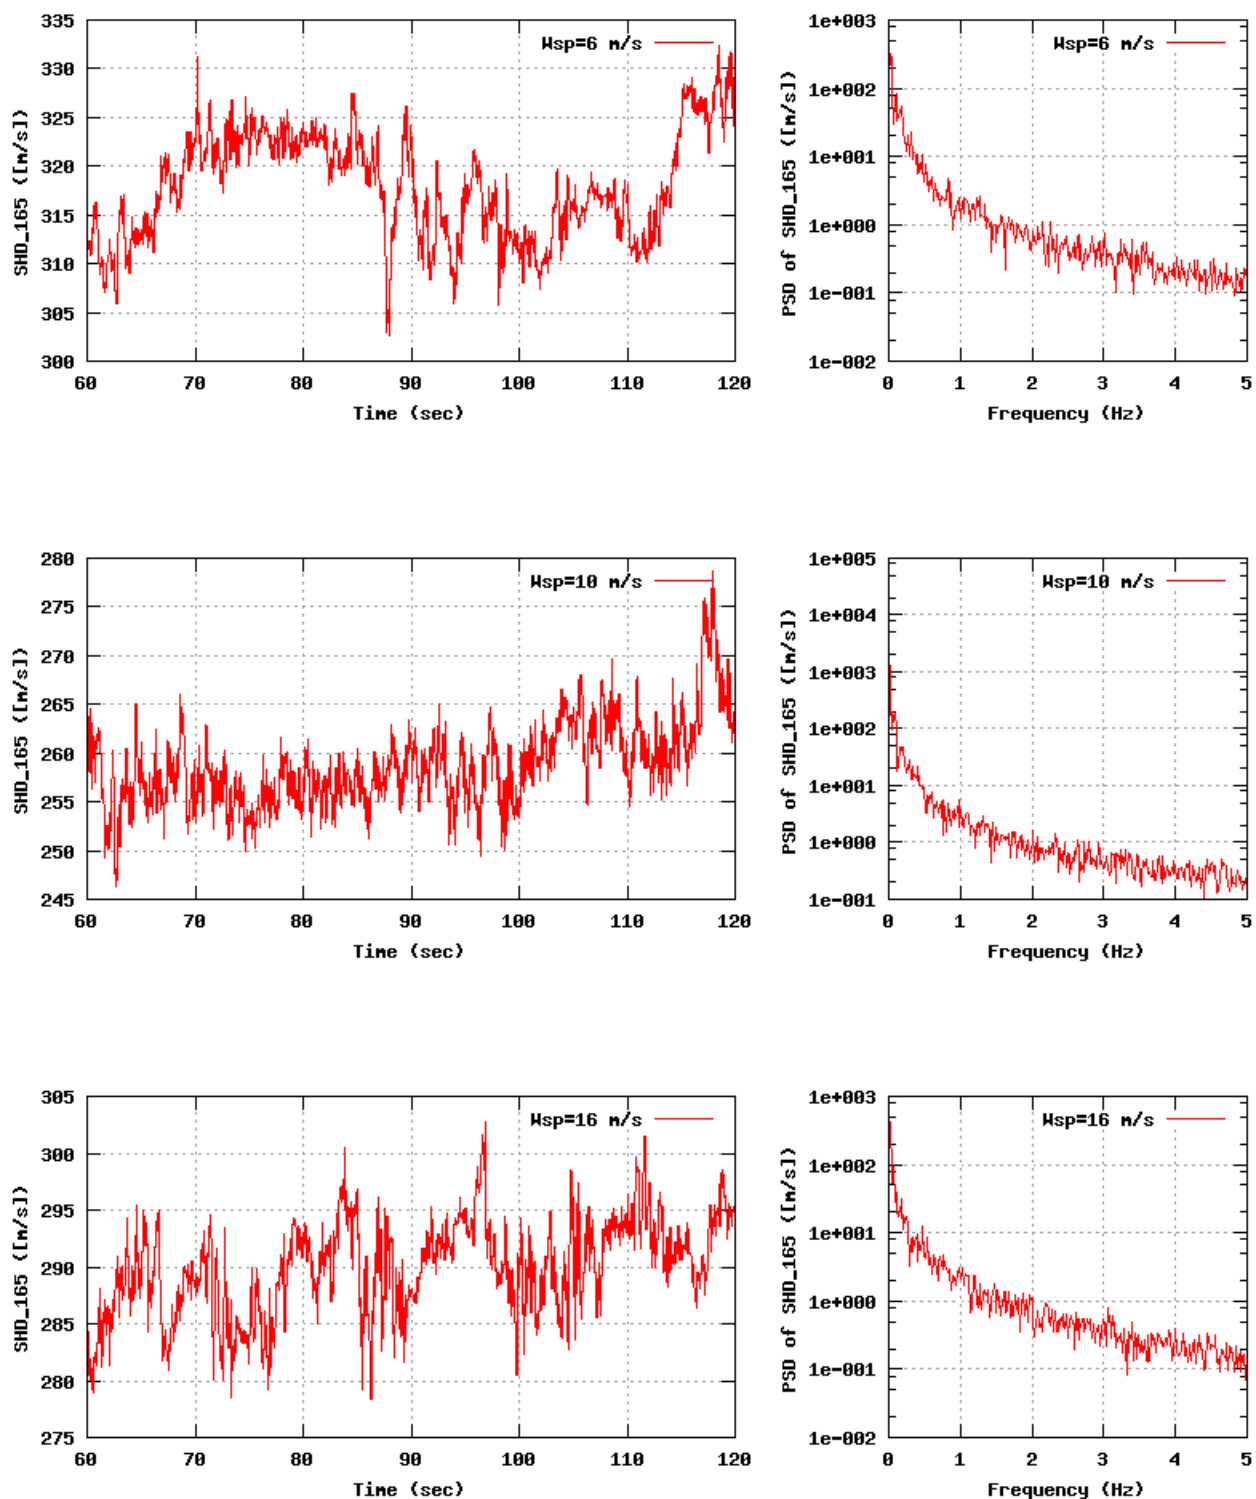 335
330
325
320
315
310
305
300
SHD_165 ([m/s])
Wsp=6 m/s
60 70 80 90 100 110 120
Time (sec)
1e+003
1e+002
1e+001
1e+000
1e-001
1e-002
PSD of SHD_165 ([m/s])
Wsp=6 m/s
0 1 2 3 4 5
Frequency (Hz)
280
275
270
265
260
255
250
245
SHD_165 ([m/s])
Wsp=10 m/s
60 70 80 90 100 110 120
Time (sec)
1e+005
1e+004
1e+003
1e+002
1e+001
1e+000
1e-001
PSD of SHD_165 ([m/s])
Wsp=10 m/s
0 1 2 3 4 5
Frequency (Hz)
305
300
295
290
285
280
275
SHD_165 ([m/s])
Wsp=16 m/s
60 70 80 90 100 110 120
Time (sec)
1e+003
1e+002
1e+001
1e+000
1e-001
1e-002
PSD of SHD_165 ([m/s])
Wsp=16 m/s
0 1 2 3 4 5
Frequency (Hz)